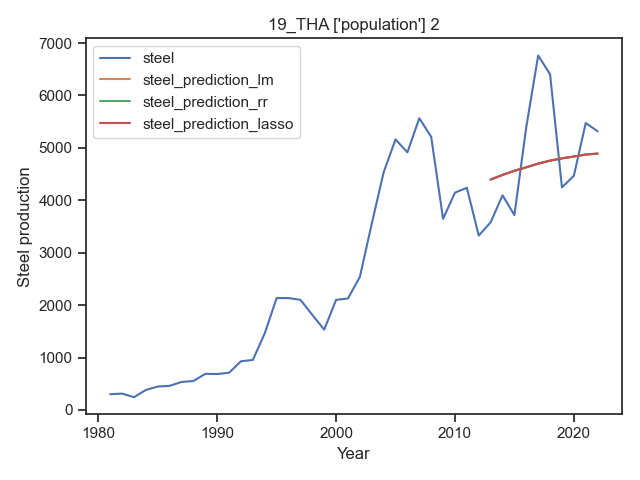 19_THA ['population'] 2
7000
6000
5000
4000
3000
2000
1000
0
Steel production
steel
steel_prediction_lm
steel_prediction_rr
steel_prediction_lasso
1980
1990
2000
2010
2020
Year